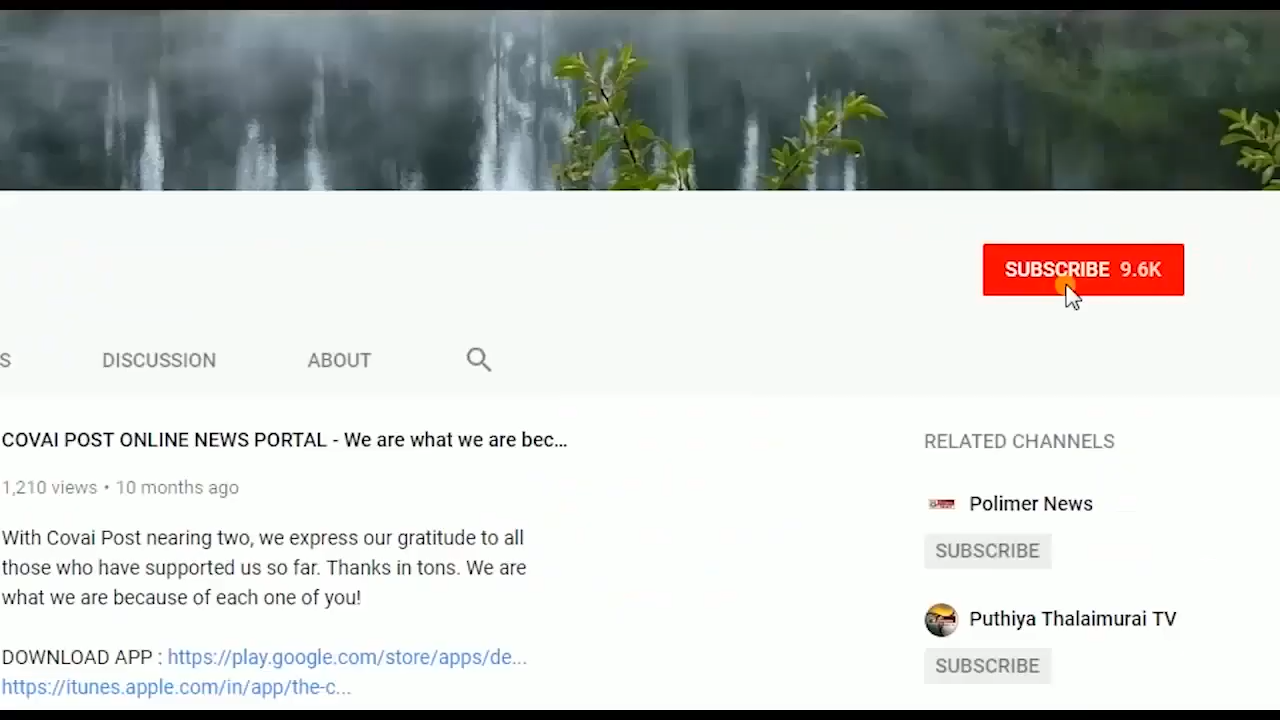 SUBSCRIBE 9.6K
S DISCUSSION ABOUT
COVAI POST ONLINE NEWS PORTAL - We are what we are bec...
1,210 views • 10 months ago
With Covai Post nearing two, we express our gratitude to all
those who have supported us so far. Thanks in tons. We are
what we are because of each one of you!
DOWNLOAD APP : https://play.google.com/store/apps/de...
https://itunes.apple.com/in/app/the-c...
RELATED CHANNELS
Polimer News
SUBSCRIBE
Puthiya Thalaimurai TV
SUBSCRIBE